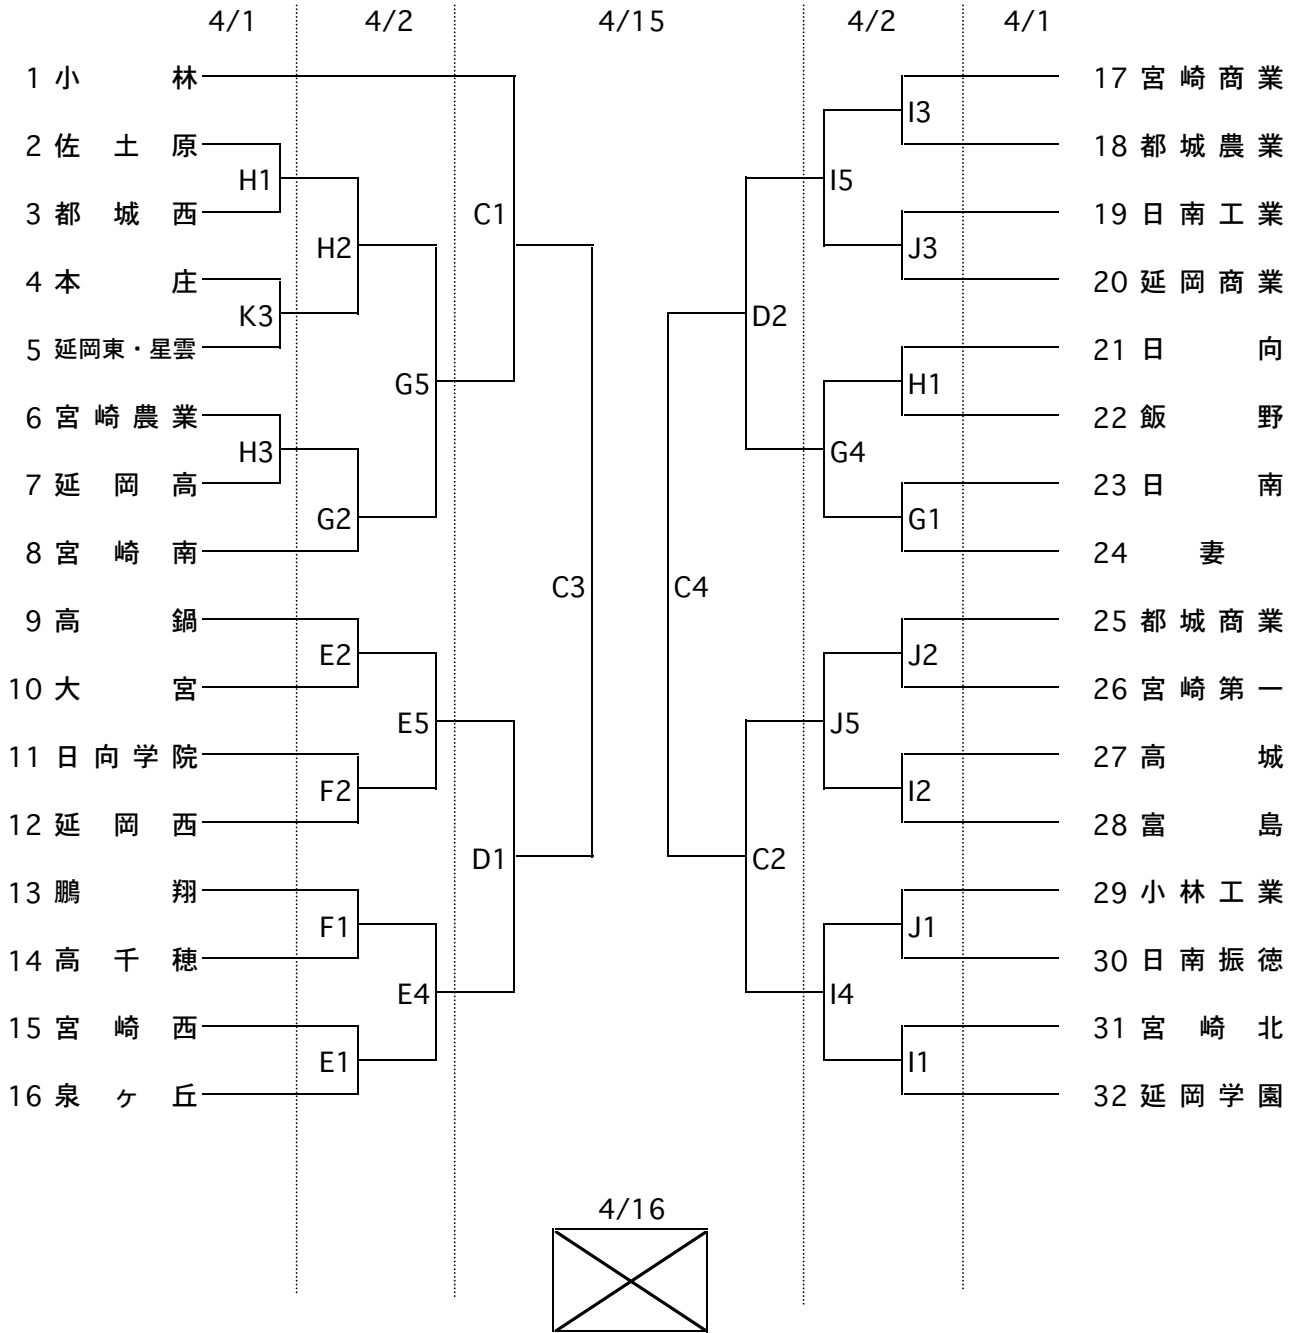 4/1 4/2 4/15 4/2 4/1
1 小林 17 宮崎商業
I3
2 佐土原 18 都城農業
H1 I5
3 都城西 C1 19 日南工業
H2 J3
4 本庄 20 延岡商業
K3 D2
5 延岡東・星雲 21 日向
G5 H1
6 宮崎農業 22 飯野
H3 G4
7 延岡高 23 日南
G2 G1
8 宮崎南 24 妻
C3 C4
9 高鍋 25 都城商業
E2 J2
10 大宮 26 宮崎第一
E5 J5
11 日向学院 27 高城
F2 I2
12 延岡西 28 富島
D1 C2
13 鵬翔 29 小林工業
F1 J1
14 高千穂 30 日南振徳
E4 I4
15 宮崎西 31 宮崎北
E1 I1
16 泉ヶ丘 32 延岡学園
4/16